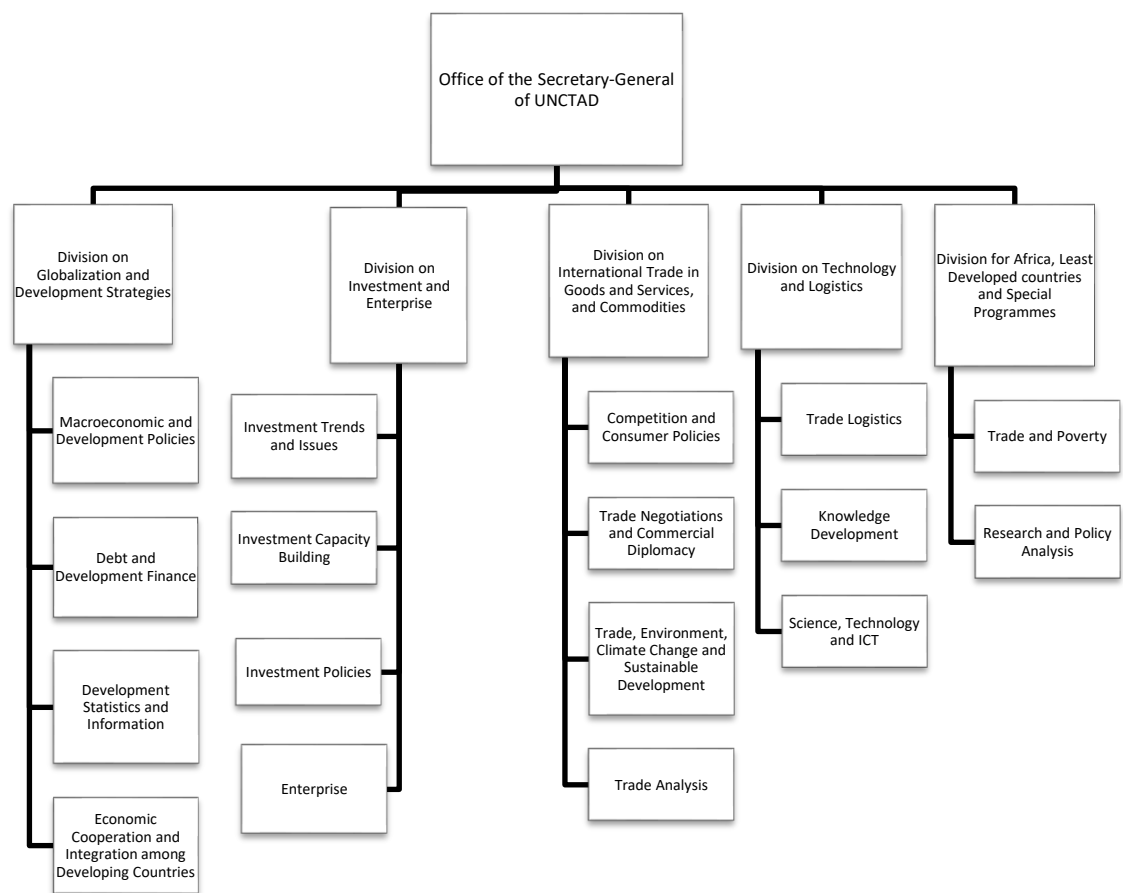 Office of the Secretary-General
of UNCTAD
Division on
Globalization and
Development Strategies
Division on
Investment and
Enterprise
Division on
International Trade in
Goods and Services,
and Commodities
Division on Technology
and Logistics
Division for Africa, Least
Developed countries
and Special
Programmes
Macroeconomic and
Development Policies
Debt and
Development Finance
Development
Statistics and
Information
Economic
Cooperation and
Integration among
Developing Countries
Investment Trends
and Issues
Investment Capacity
Building
Investment Policies
Enterprise
Competition and
Consumer Policies
Trade Negotiations
and Commercial
Diplomacy
Trade, Environment,
Climate Change and
Sustainable
Development
Trade Analysis
Trade Logistics
Knowledge
Development
Science, Technology
and ICT
Trade and Poverty
Research and Policy
Analysis